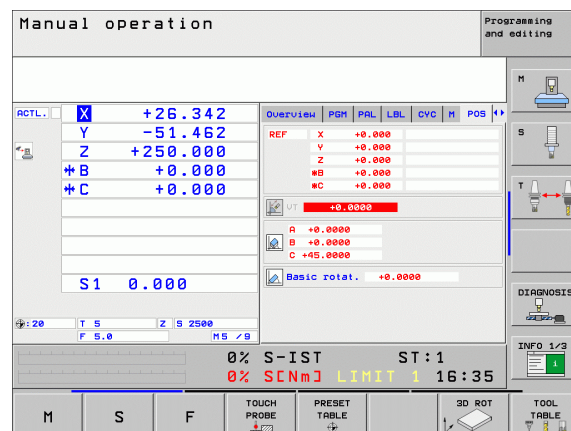 Manual operation
Programming
and editing
M
ACTL. X +26.342
Y -51.462
Z +250.000
*B +0.000
*C +0.000
S1 0.000
Overview PGM PAL LBL CYC M POS
REF X +0.000
Y +0.000
Z +0.000
*B +0.000
*C +0.000
VT +0.0000
A +0.0000
B +0.0000
C +45.0000
Basic rotat. +0.0000
S
T
DIAGNOSIS
INFO 1/3
1
: 20 T 5 Z S 2500
F 5.0 M5 / 9
0% S-IST ST:1
0% S[Nm] LIMIT 1 16:35
M
S
F
TOUCH
PROBE
PRESET
TABLE
3D ROT
TOOL
TABLE